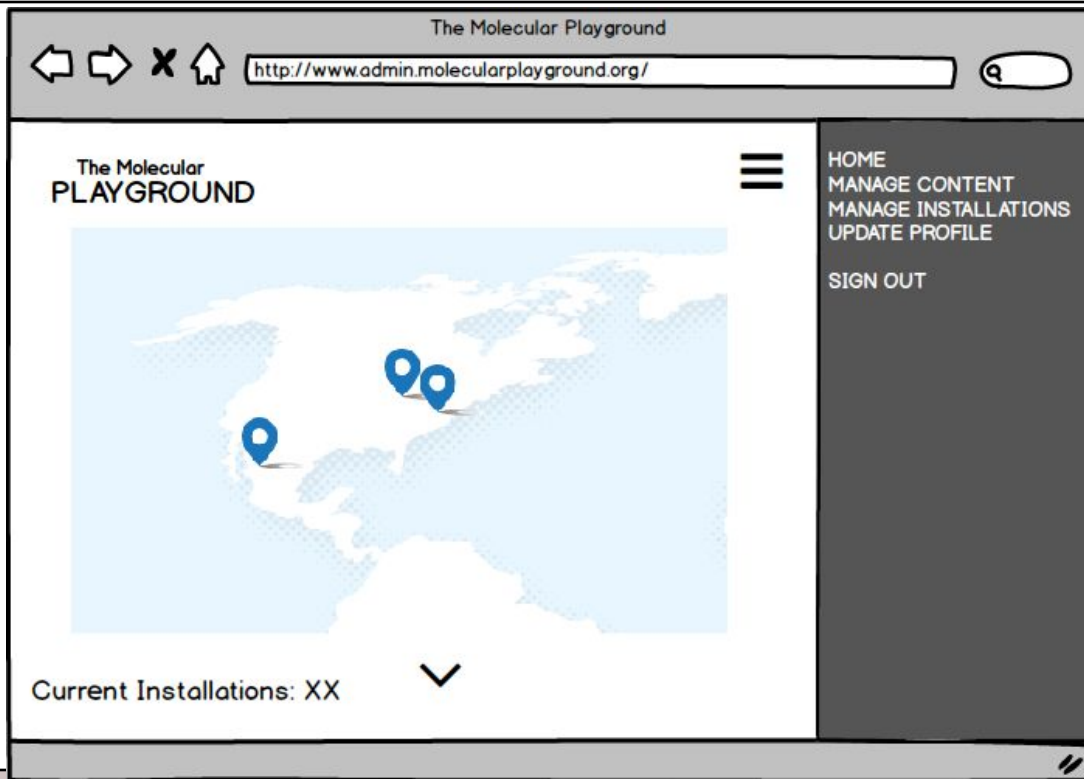 The Molecular Playground
http://www.admin.molecularplayground.org/
The Molecular
PLAYGROUND
HOME
MANAGE CONTENT
MANAGE INSTALLATIONS
UPDATE PROFILE
SIGN OUT
Current Installations: XX